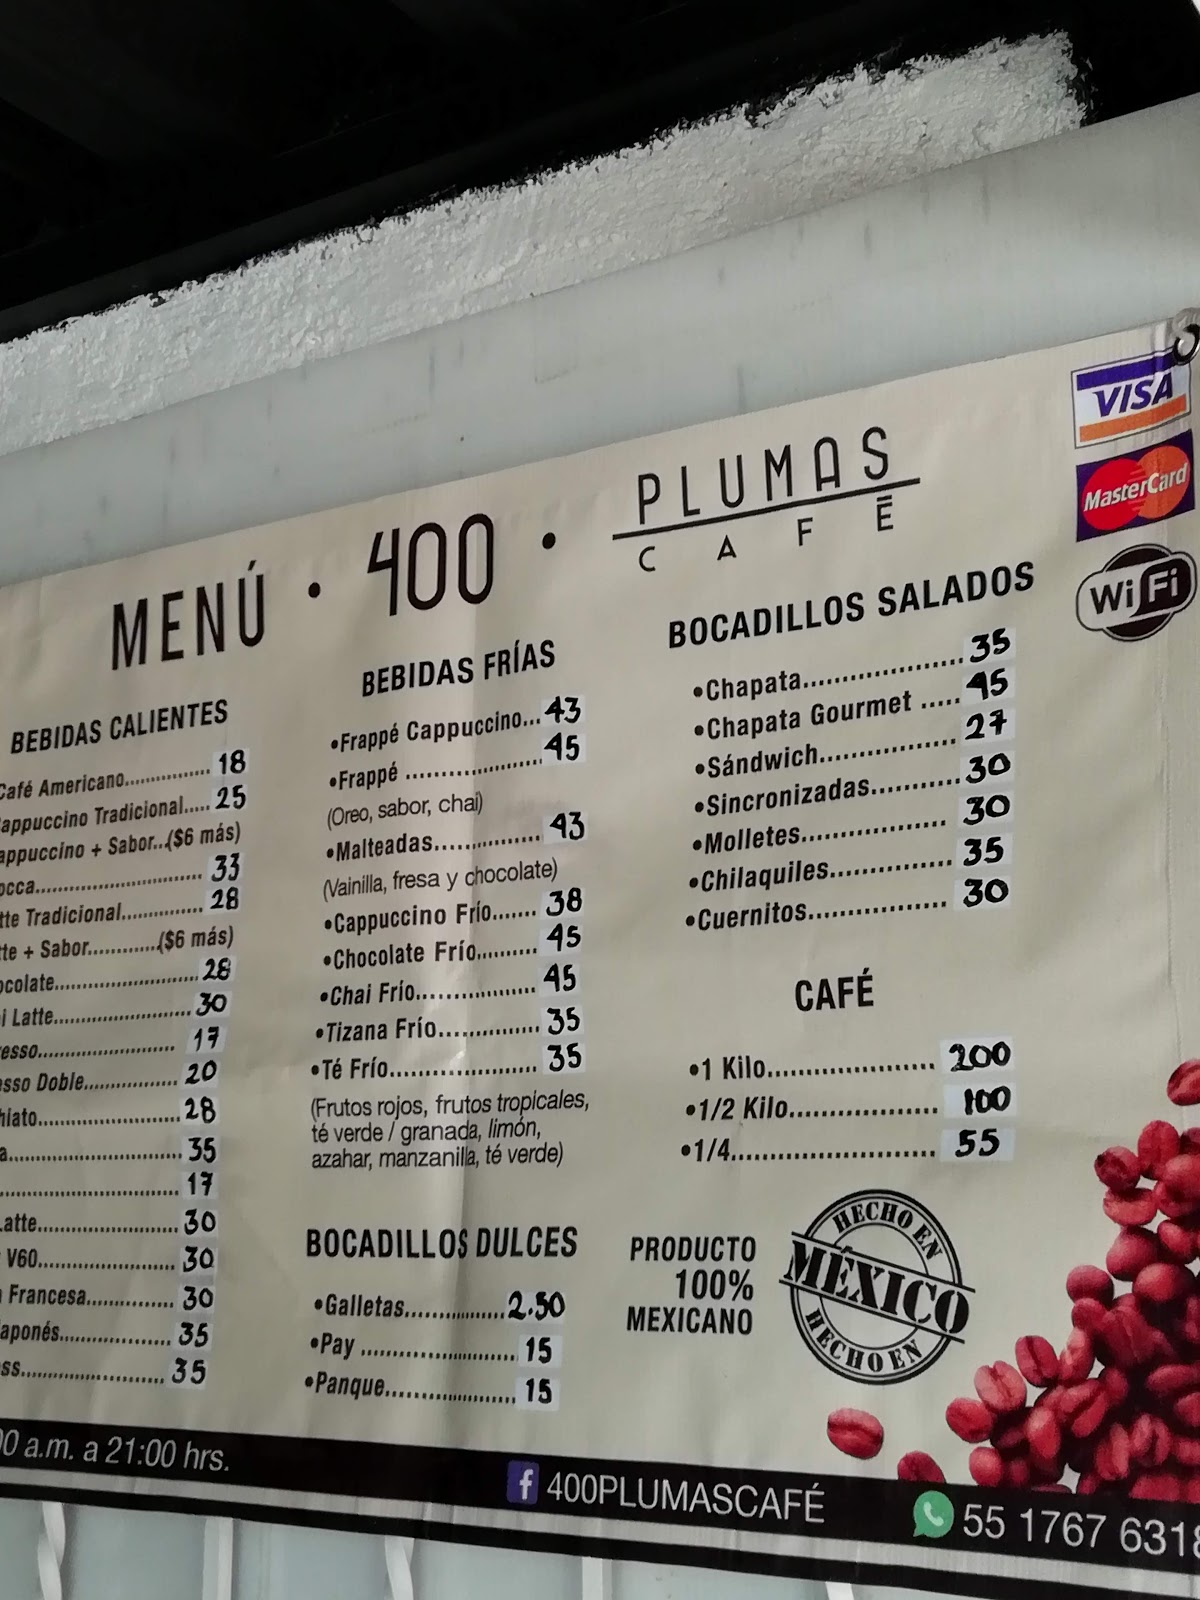 MENÚ • 400 • PLUMAS
CAFÉ
VISA
MasterCard
WiFi
BEBIDAS CALIENTES
Café Americano 18
appuccino Tradicional 25
appuccino + Sabor...($6 más)
occa 33
tte Tradicional 28
tte + Sabor ($6 más)
ocolate 28
i Latte 30
esso 17
esso Doble 20
hiato 28
a 35
17
Latte 30
V60 30
Francesa 30
aponés 35
ss 35
BEBIDAS FRÍAS
•Frappé Cappuccino... 43
•Frappé 45
(Oreo, sabor, chai)
•Malteadas 43
(Vainilla, fresa y chocolate)
•Cappuccino Frío 38
•Chocolate Frío 45
•Chai Frío 45
•Tizana Frío 35
•Té Frío 35
(Frutos rojos, frutos tropicales,
té verde / granada, limón,
azahar, manzanilla, té verde)
BOCADILLOS DULCES
•Galletas 2.50
•Pay 15
•Panque 15
BOCADILLOS SALADOS
•Chapata 35
•Chapata Gourmet 45
•Sándwich 27
•Sincronizadas 30
•Molletes 30
•Chilaquiles 35
•Cuernitos 30
CAFÉ
•1 Kilo 200
•1/2 Kilo 100
•1/4 55
PRODUCTO
100%
MEXICANO
HECHO EN
MÉXICO
HECHO EN
00 a.m. a 21:00 hrs.
f 400PLUMASCAFÉ
55 1767 6318